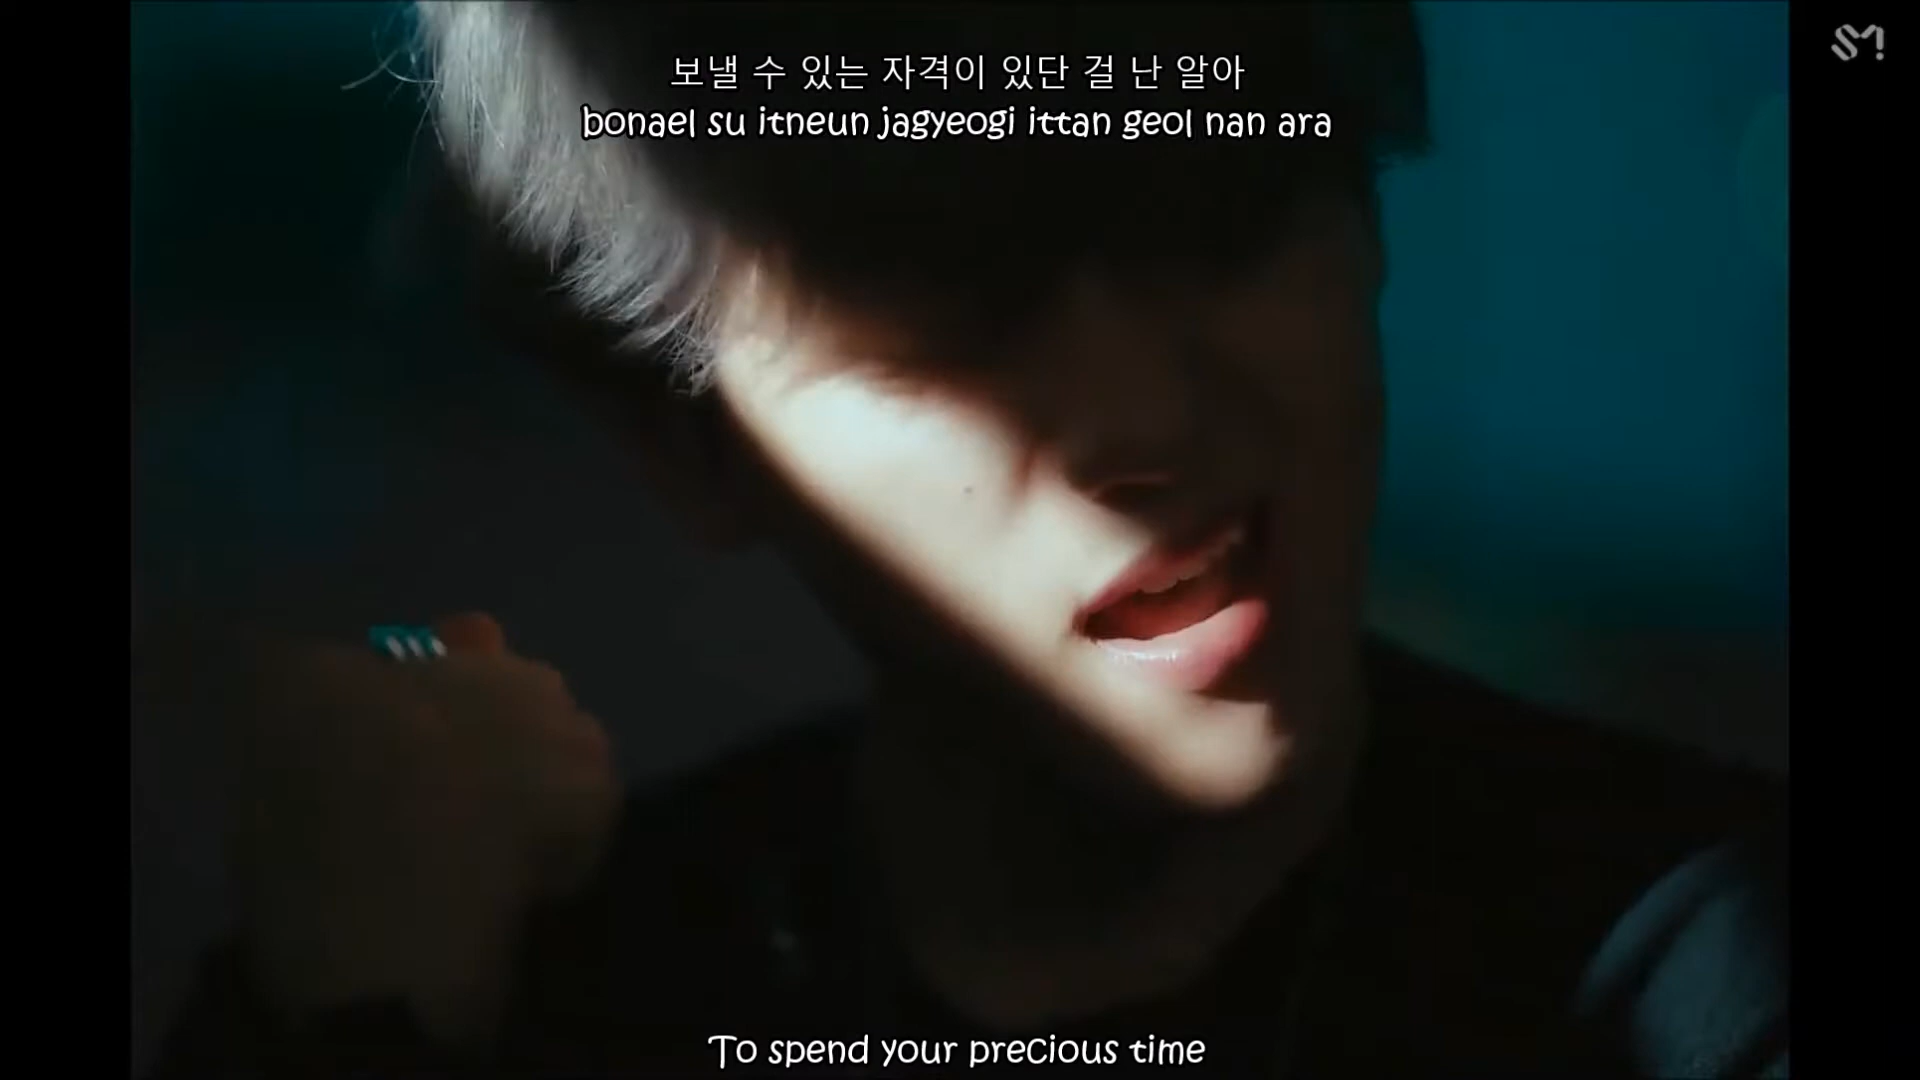 SM!
보낼 수 있는 자격이 있단 걸 난 알아
bonael su itneun jagyeogi ittan geol nan ara
To spend your precious time